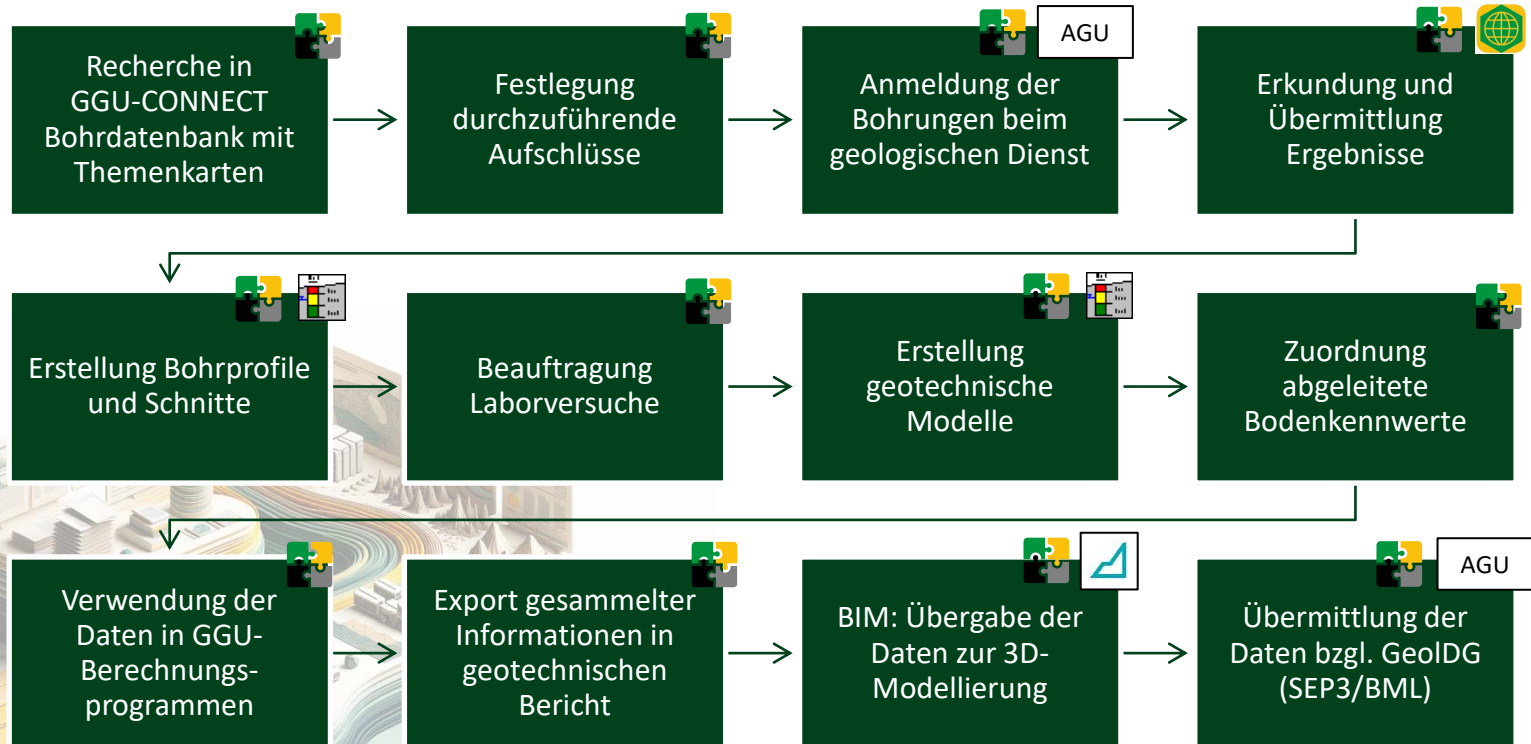 Recherche in
GGU-CONNECT
Bohrdatenbank mit
Themenkarten
Festlegung
durchzuführende
Aufschlüsse
AGU
Anmeldung der
Bohrungen beim
geologischen Dienst
Erkundung und
Übermittlung
Ergebnisse
Erstellung Bohrprofile
und Schnitte
Beauftragung
Laborversuche
Erstellung
geotechnische
Modelle
Zuordnung
abgeleitete
Bodenkennwerte
Verwendung der
Daten in GGU-
Berechnungs-
programmen
Export gesammelter
Informationen in
geotechnischen
Bericht
BIM: Übergabe der
Daten zur 3D-
Modellierung
AGU
Übermittlung der
Daten bzgl. GeolDG
(SEP3/BML)